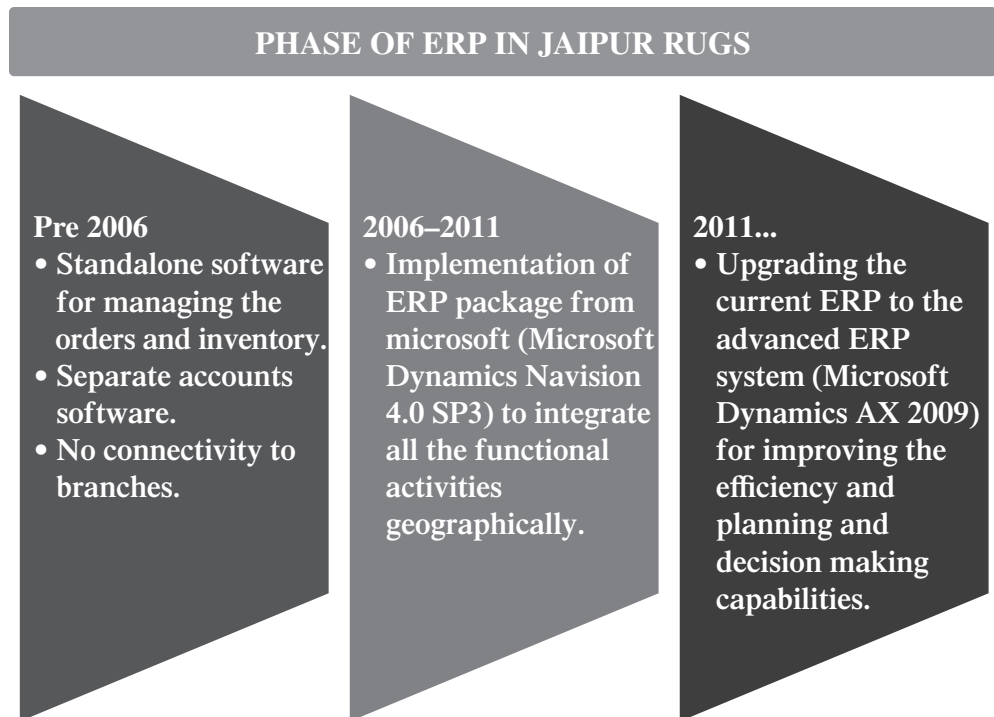 PHASE OF ERP IN JAIPUR RUGS
Pre 2006
• Standalone software
for managing the
orders and inventory.
• Separate accounts
software.
• No connectivity to
branches.
2006–2011
• Implementation of
ERP package from
microsoft (Microsoft
Dynamics Navision
4.0 SP3) to integrate
all the functional
activities
geographically.
2011...
• Upgrading the
current ERP to the
advanced ERP
system (Microsoft
Dynamics AX 2009)
for improving the
efficiency and
planning and
decision making
capabilities.